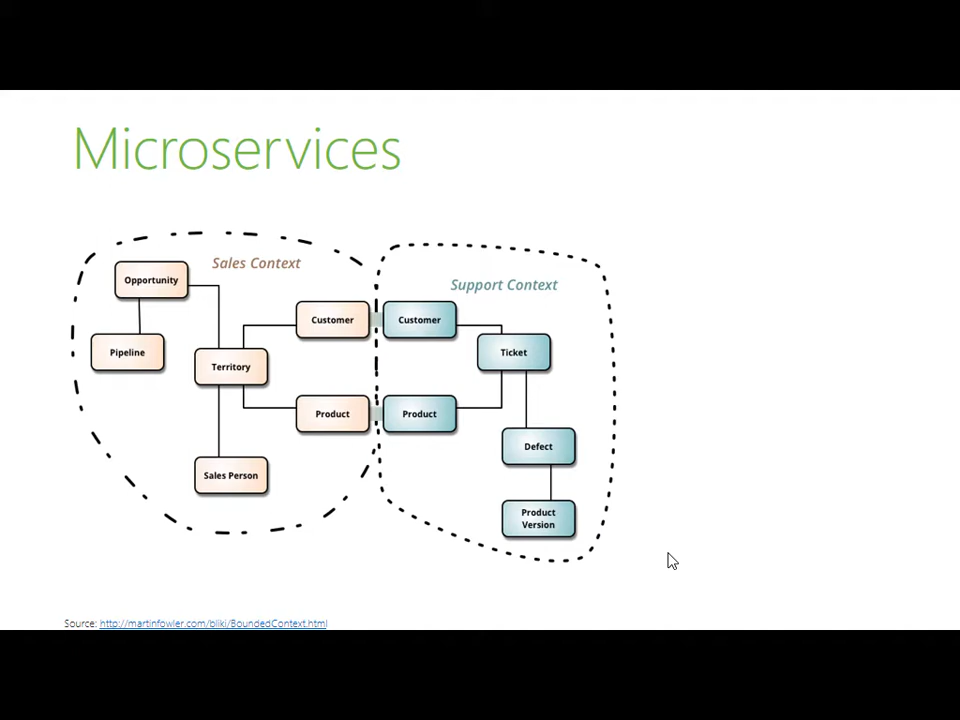 Microservices
Sales Context
Support Context
Opportunity
Customer
Customer
Pipeline
Territory
Ticket
Product
Product
Defect
Sales Person
Product
Version
Source: http://martinfowler.com/bliki/BoundedContext.html